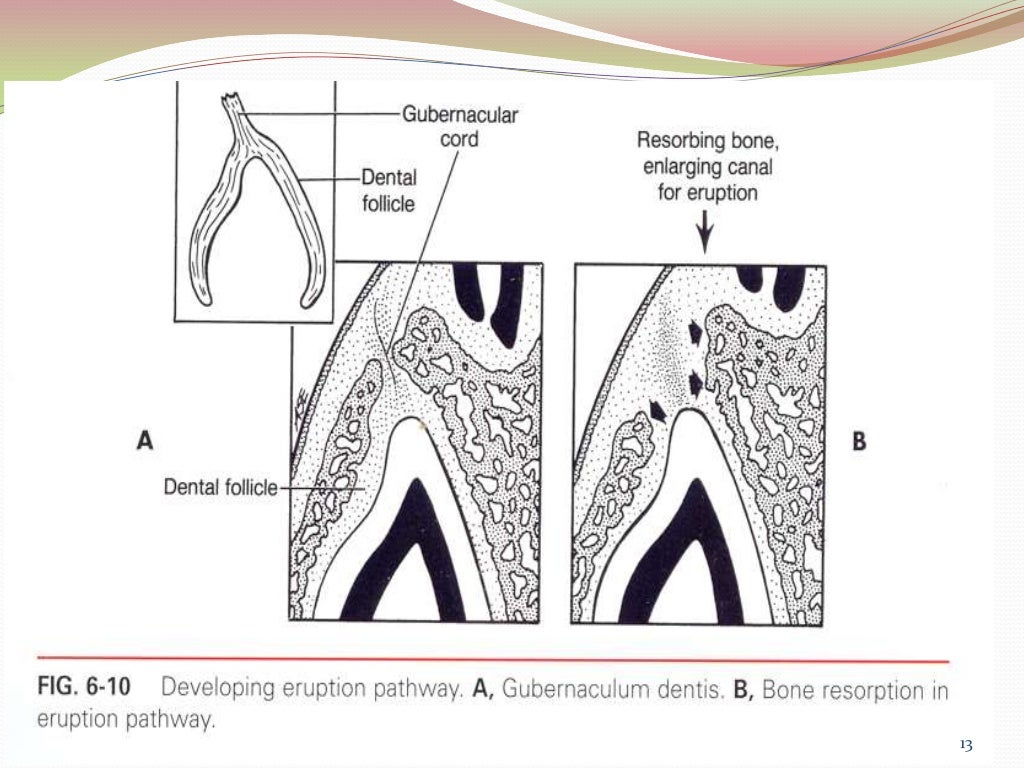 Gubernacular
cord
Dental
follicle
Resorbing bone,
enlarging canal
for eruption
A
B
Dental follicle
FIG. 6-10 Developing eruption pathway. A, Gubernaculum dentis. B, Bone resorption in
eruption pathway.
13